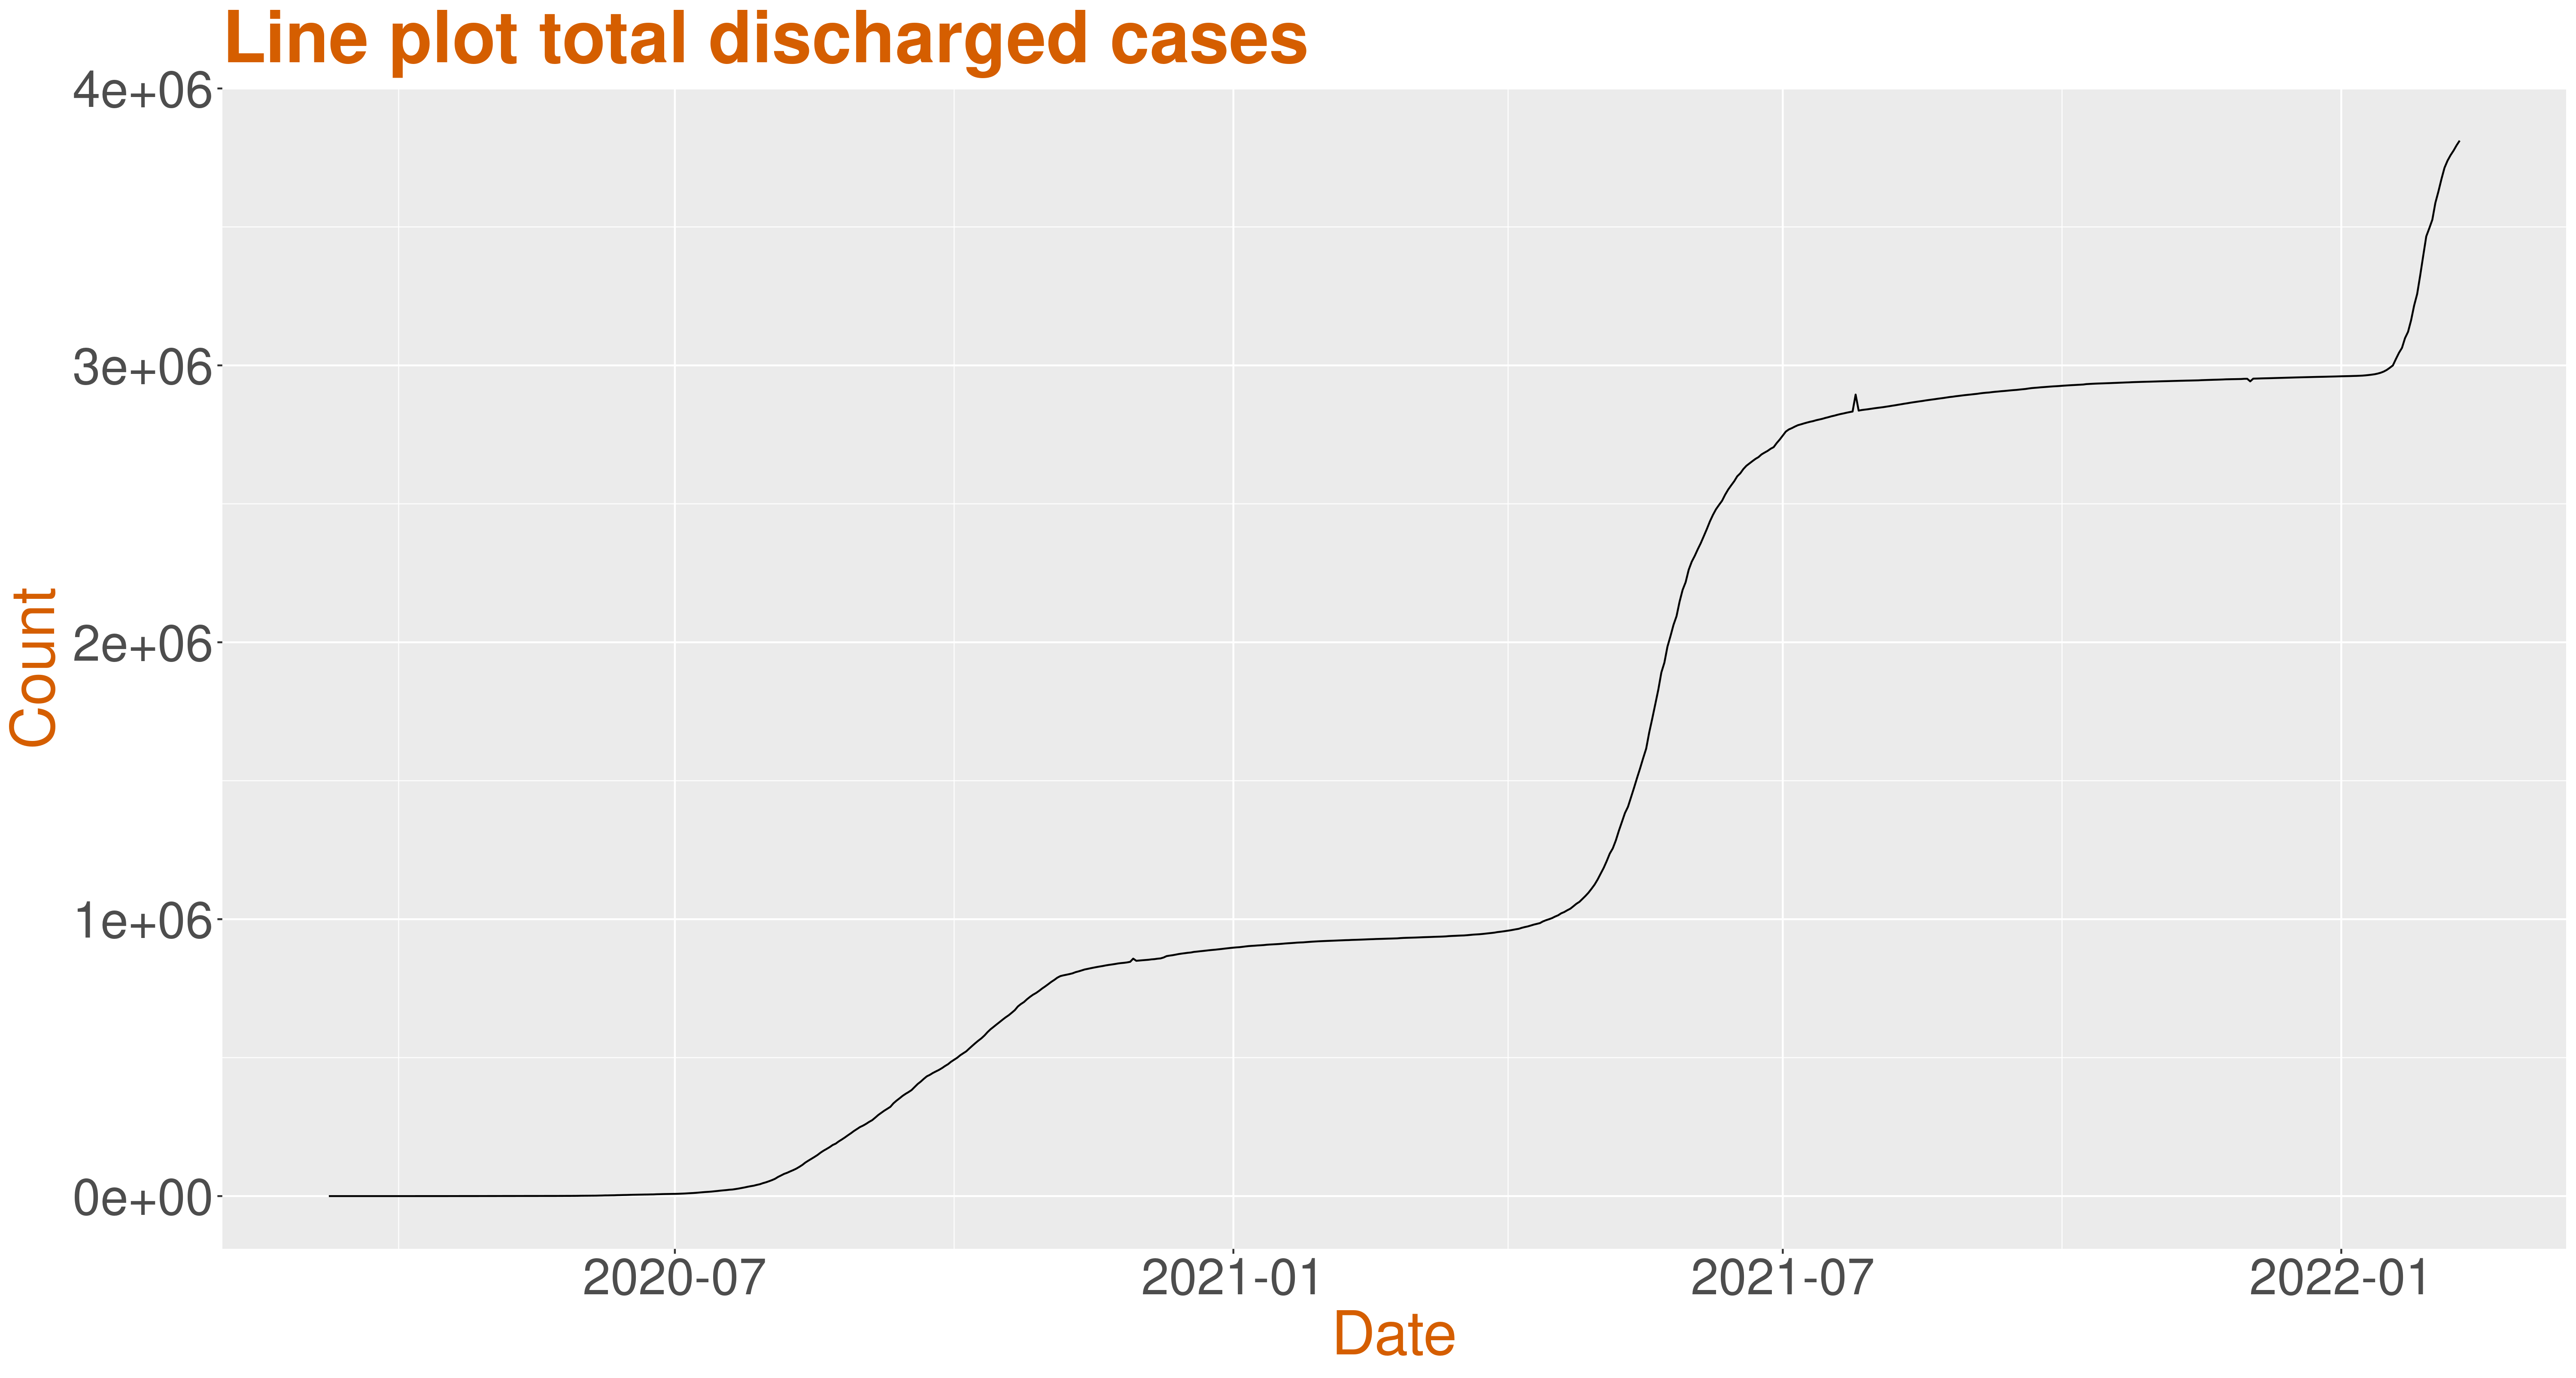 Line plot total discharged cases
4e+06
3e+06
2e+06
1e+06
0e+00
Count
2020-07 2021-01 2021-07 2022-01
Date